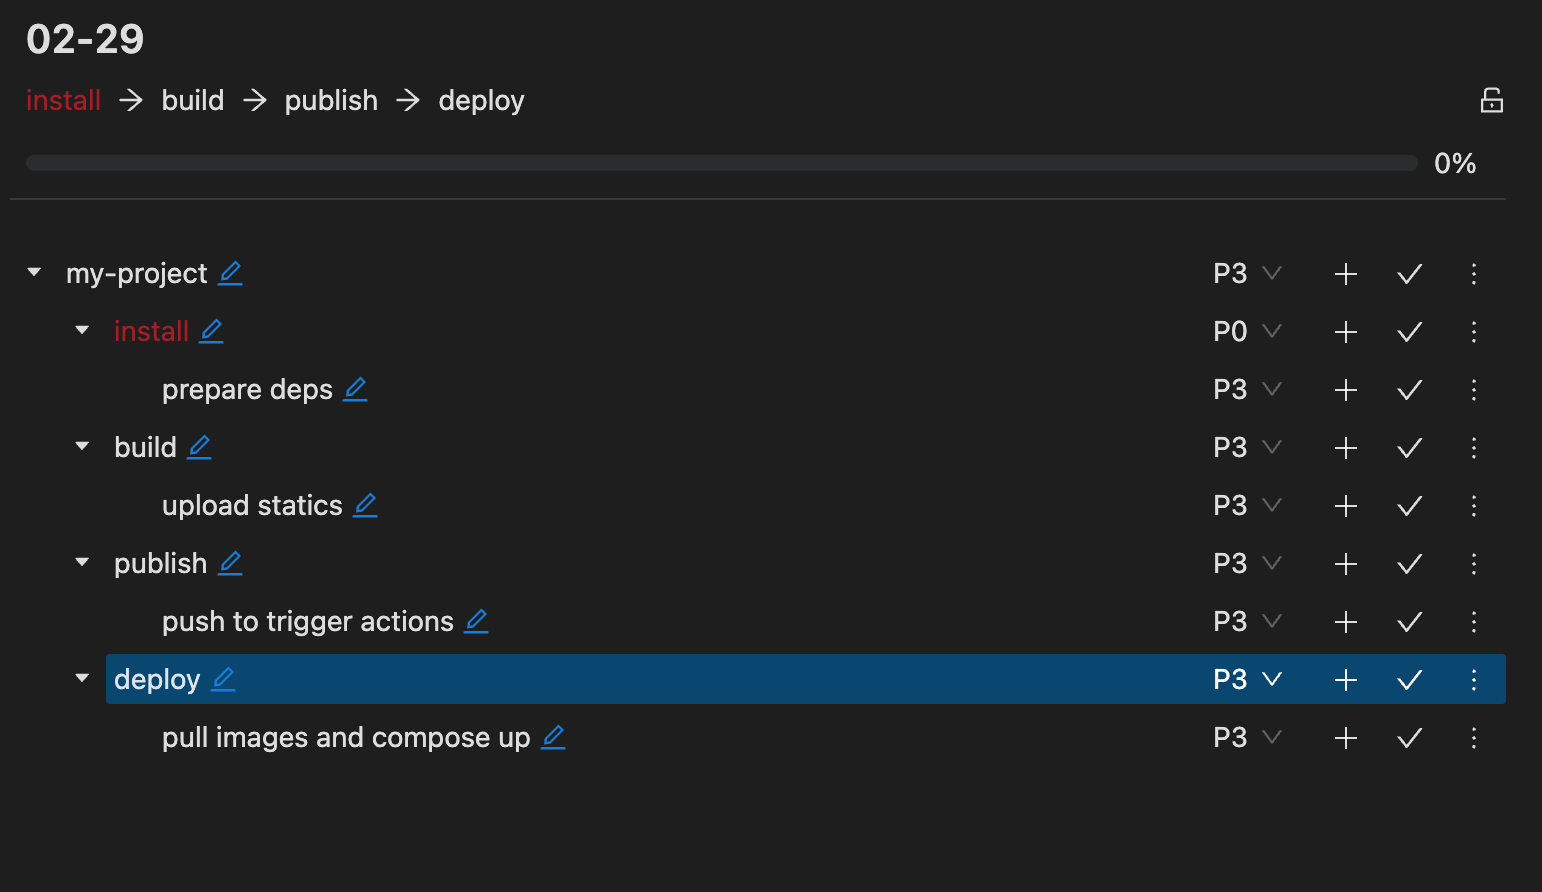 02-29
install → build → publish → deploy
0%
my-project P3
install P0
prepare deps P3
build P3
upload statics P3
publish P3
push to trigger actions P3
deploy P3
pull images and compose up P3